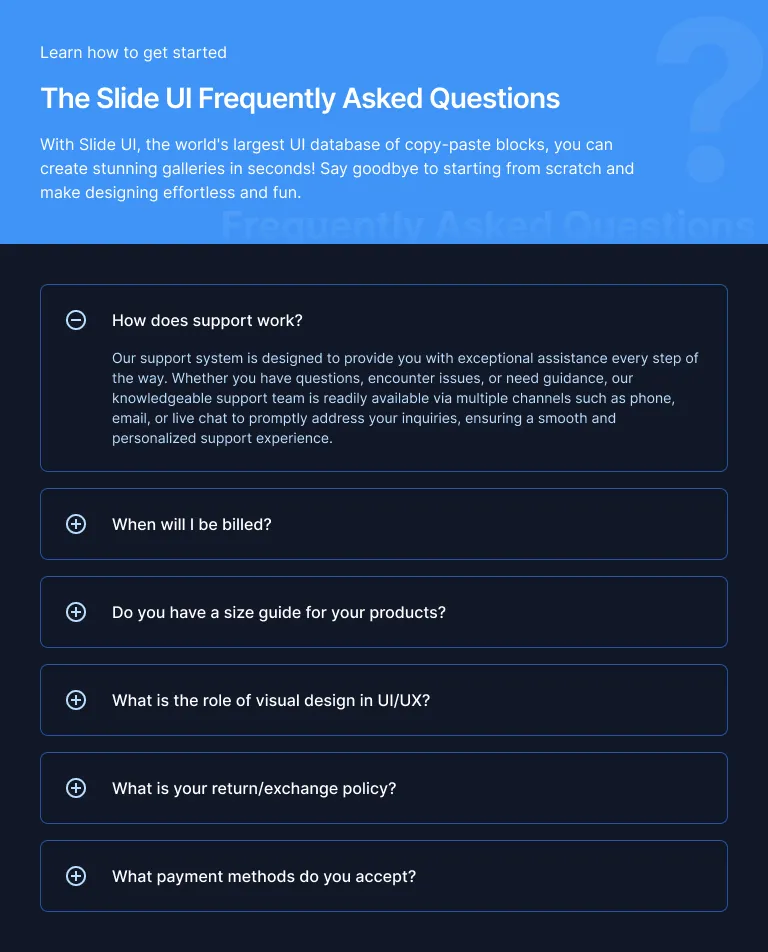 Learn how to get started
The Slide UI Frequently Asked Questions
With Slide UI, the world's largest UI database of copy-paste blocks, you can
create stunning galleries in seconds! Say goodbye to starting from scratch and
make designing effortless and fun.
?
Frequently Asked Questions
How does support work?
Our support system is designed to provide you with exceptional assistance every step of
the way. Whether you have questions, encounter issues, or need guidance, our
knowledgeable support team is readily available via multiple channels such as phone,
email, or live chat to promptly address your inquiries, ensuring a smooth and
personalized support experience.
When will I be billed?
Do you have a size guide for your products?
What is the role of visual design in UI/UX?
What is your return/exchange policy?
What payment methods do you accept?